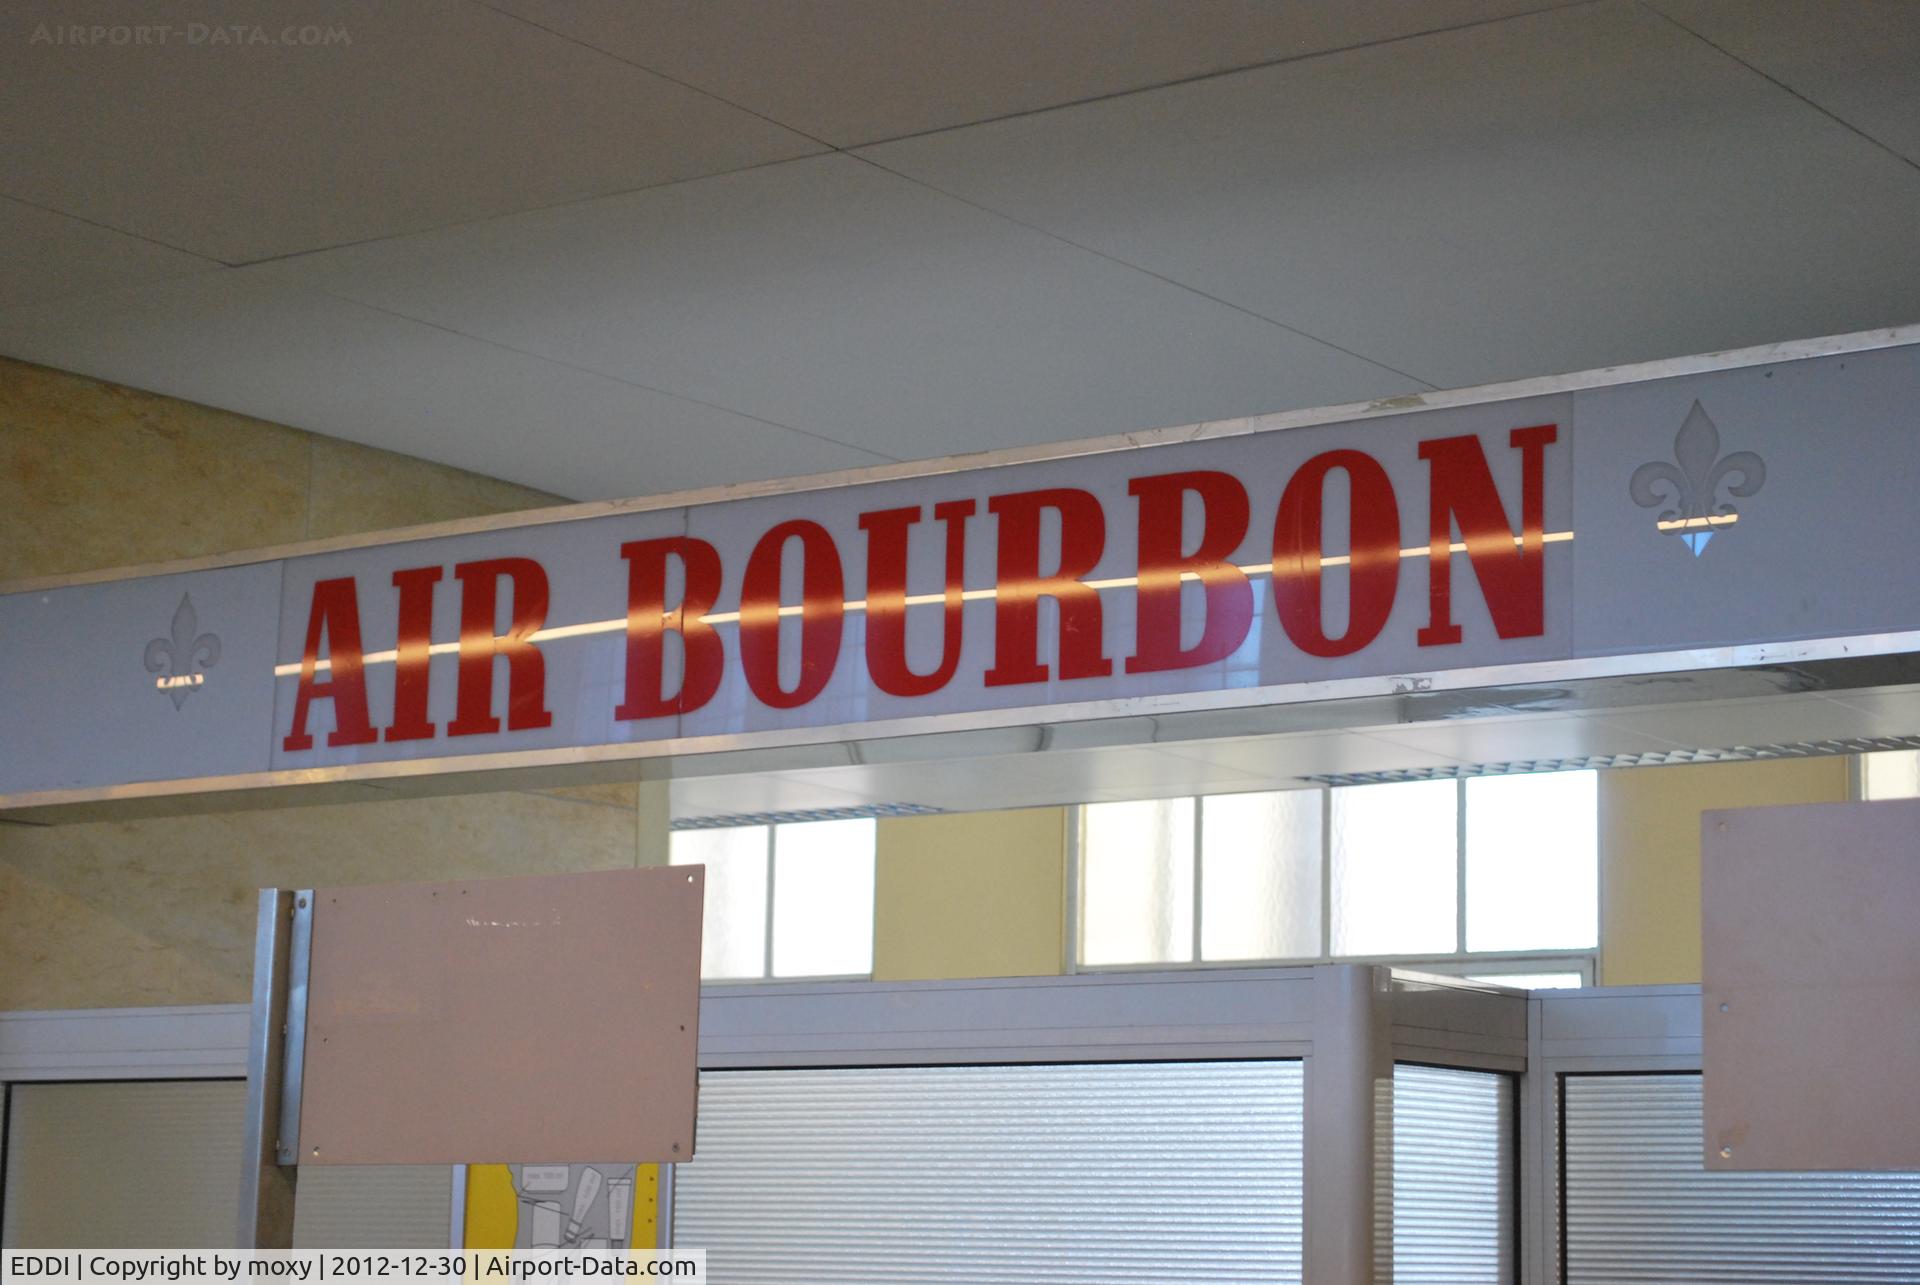 Airport-Data.com
AIR BOURBON
EDDI | Copyright by moxy | 2012-12-30 | Airport-Data.com